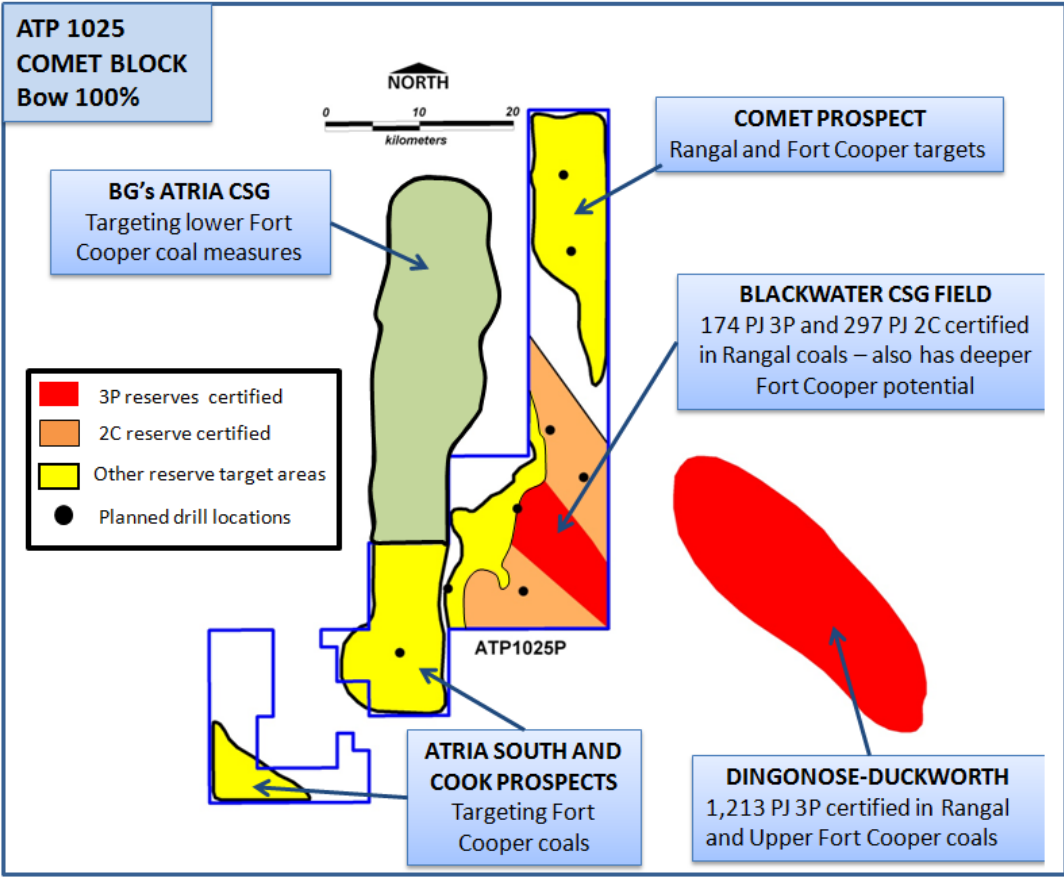 ATP 1025
COMET BLOCK
Bow 100%
NORTH
0 10 20
kilometers
COMET PROSPECT
Rangal and Fort Cooper targets
BG's ATRIA CSG
Targeting lower Fort
Cooper coal measures
BLACKWATER CSG FIELD
174 PJ 3P and 297 PJ 2C certified
in Rangal coals – also has deeper
Fort Cooper potential
3P reserves certified
2C reserve certified
Other reserve target areas
Planned drill locations
ATP1025P
ATRIA SOUTH AND
COOK PROSPECTS
Targeting Fort
Cooper coals
DINGONOSE-DUCKWORTH
1,213 PJ 3P certified in Rangal
and Upper Fort Cooper coals